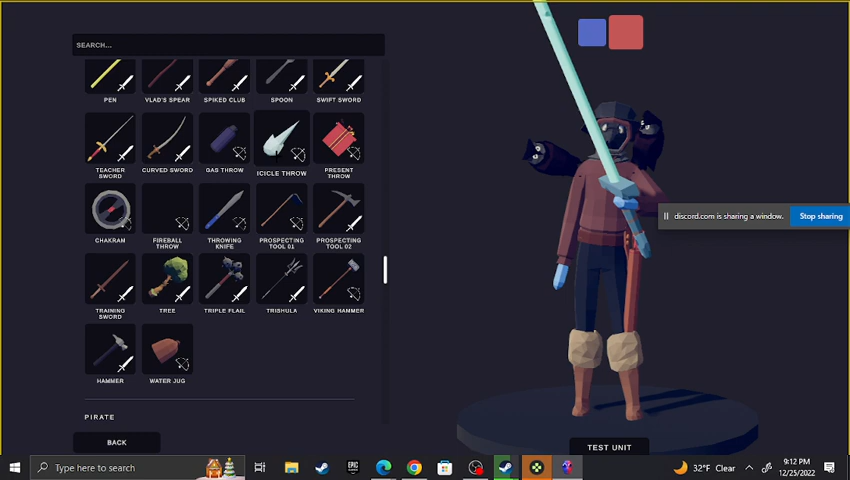 SEARCH...
PEN
VLAD'S SPEAR
SPIKED CLUB
SPOON
SWIFT SWORD
TEACHER
SWORD
CURVED SWORD
GAS THROW
ICICLE THROW
PRESENT
THROW
CHAKRAM
FIREBALL
THROW
THROWING
KNIFE
PROSPECTING
TOOL 01
PROSPECTING
TOOL 02
TRAINING
SWORD
TREE
TRIPLE FLAIL
TRISHULA
VIKING HAMMER
HAMMER
WATER JUG
PIRATE
BACK
discord.com is sharing a window.
Stop sharing
TEST UNIT
Type here to search
EPIC
32°F Clear
9:12 PM
12/25/2022